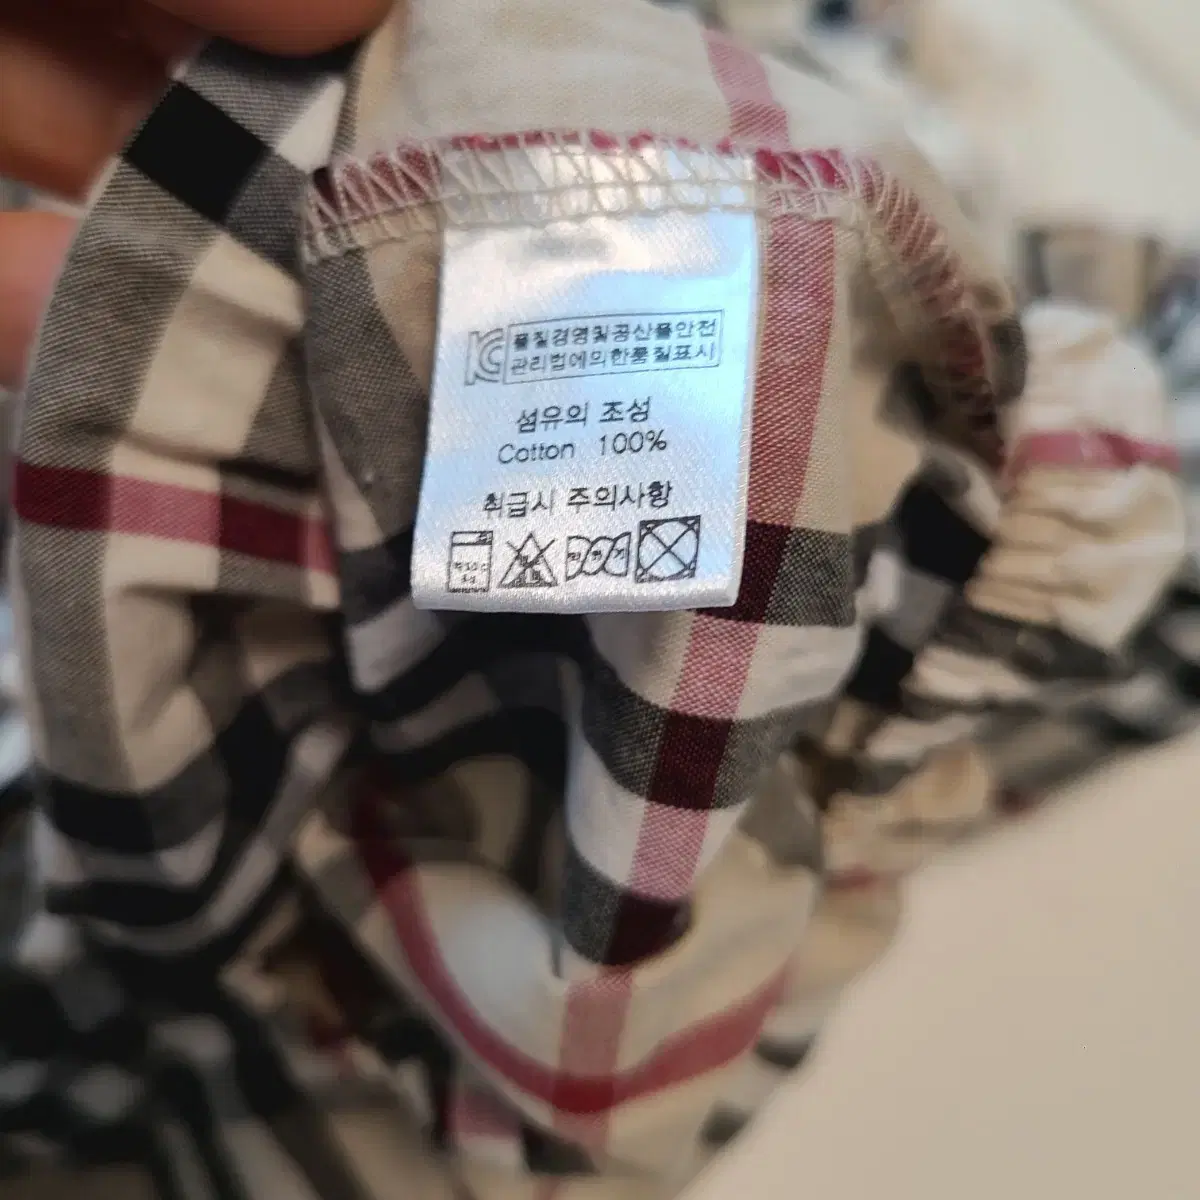 KC 품질경영및공산품안전
관리법에의한품질표시
섬유의 조성
Cotton 100%
취급시 주의사항